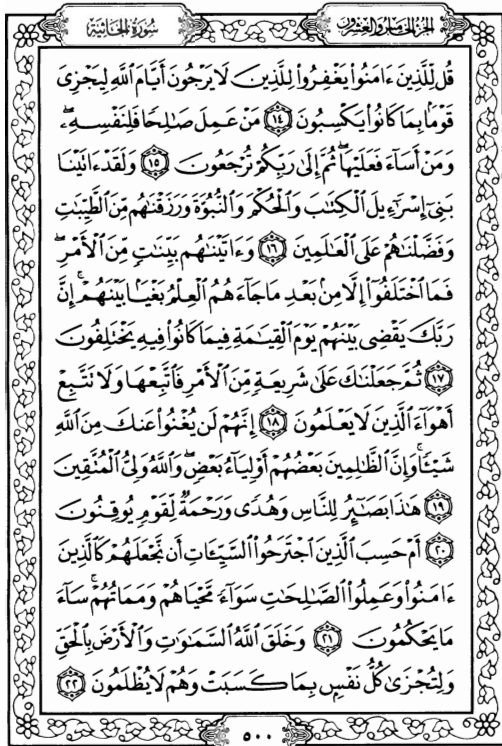 الجزء الخامس والعشرون
سورة الجاثية
قُل لِّلَّذِينَ ءَامَنُوا۟ يَغْفِرُوا۟ لِلَّذِينَ لَا يَرْجُونَ أَيَّامَ ٱللَّهِ لِيَجْزِىَ
قَوْمًۢا بِمَا كَانُوا۟ يَكْسِبُونَ ١٤ مَنْ عَمِلَ صَٰلِحًا فَلِنَفْسِهِۦ
وَمَنْ أَسَآءَ فَعَلَيْهَا ۖ ثُمَّ إِلَىٰ رَبِّكُمْ تُرْجَعُونَ ١٥ وَلَقَدْ ءَاتَيْنَا
بَنِىٓ إِسْرَٰٓءِيلَ ٱلْكِتَٰبَ وَٱلْحُكْمَ وَٱلنُّبُوَّةَ وَرَزَقْنَٰهُم مِّنَ ٱلطَّيِّبَٰتِ
وَفَضَّلْنَٰهُمْ عَلَى ٱلْعَٰلَمِينَ ١٦ وَءَاتَيْنَٰهُم بَيِّنَٰتٍ مِّنَ ٱلْأَمْرِ ۖ
فَمَا ٱخْتَلَفُوٓا۟ إِلَّا مِنۢ بَعْدِ مَا جَآءَهُمُ ٱلْعِلْمُ بَغْيًۢا بَيْنَهُمْ ۚ إِنَّ
رَبَّكَ يَقْضِى بَيْنَهُمْ يَوْمَ ٱلْقِيَٰمَةِ فِيمَا كَانُوا۟ فِيهِ يَخْتَلِفُونَ
١٧ ثُمَّ جَعَلْنَٰكَ عَلَىٰ شَرِيعَةٍ مِّنَ ٱلْأَمْرِ فَٱتَّبِعْهَا وَلَا تَتَّبِعْ
أَهْوَآءَ ٱلَّذِينَ لَا يَعْلَمُونَ ١٨ إِنَّهُمْ لَن يُغْنُوا۟ عَنكَ مِنَ ٱللَّهِ
شَيْـًٔا ۚ وَإِنَّ ٱلظَّٰلِمِينَ بَعْضُهُمْ أَوْلِيَآءُ بَعْضٍ ۖ وَٱللَّهُ وَلِىُّ ٱلْمُتَّقِينَ
١٩ هَٰذَا بَصَٰٓئِرُ لِلنَّاسِ وَهُدًى وَرَحْمَةٌ لِّقَوْمٍ يُوقِنُونَ
٢٠ أَمْ حَسِبَ ٱلَّذِينَ ٱجْتَرَحُوا۟ ٱلسَّيِّـَٔاتِ أَن نَّجْعَلَهُمْ كَٱلَّذِينَ
ءَامَنُوا۟ وَعَمِلُوا۟ ٱلصَّٰلِحَٰتِ سَوَآءً مَّحْيَاهُمْ وَمَمَاتُهُمْ ۚ سَآءَ
مَا يَحْكُمُونَ ٢١ وَخَلَقَ ٱللَّهُ ٱلسَّمَٰوَٰتِ وَٱلْأَرْضَ بِٱلْحَقِّ
وَلِتُجْزَىٰ كُلُّ نَفْسٍۭ بِمَا كَسَبَتْ وَهُمْ لَا يُظْلَمُونَ ٢٢
٥٠٠